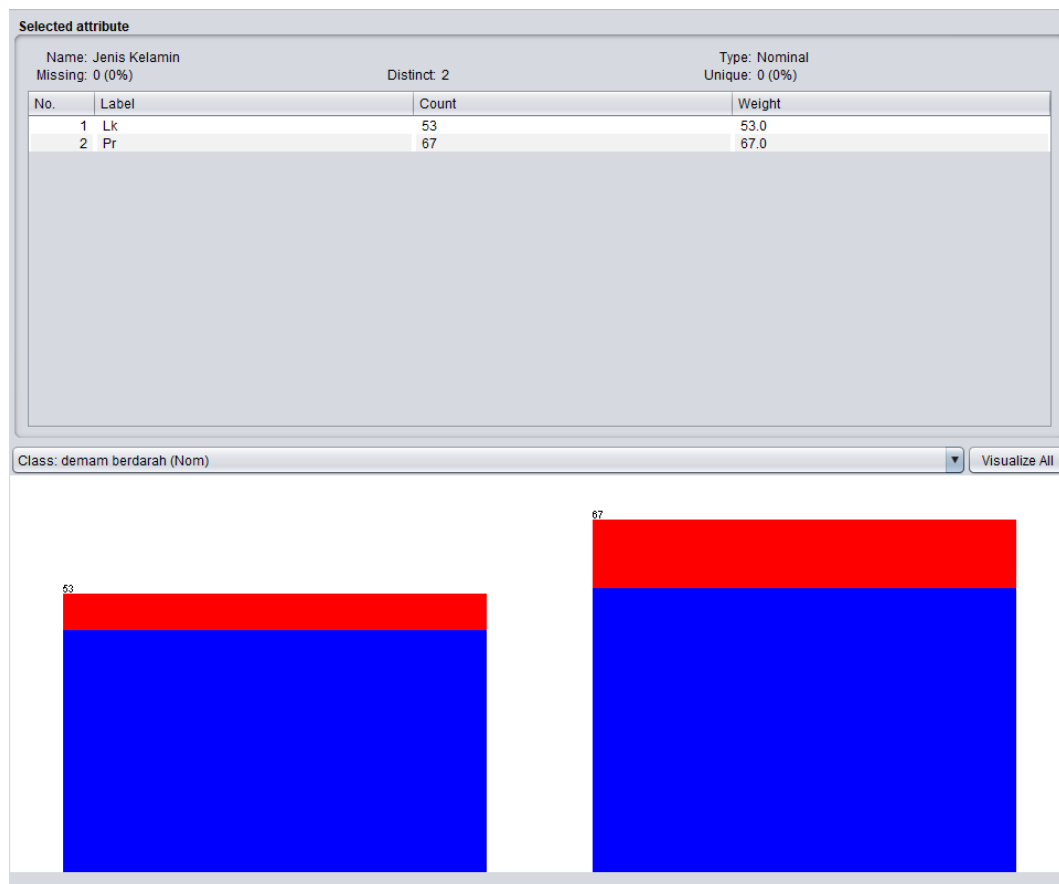 Selected attribute
Name: Jenis Kelamin Type: Nominal
Missing: 0 (0%) Distinct: 2 Unique: 0 (0%)
No. Label Count Weight
1 Lk 53 53.0
2 Pr 67 67.0
Class: demam berdarah (Nom) Visualize All
67
53